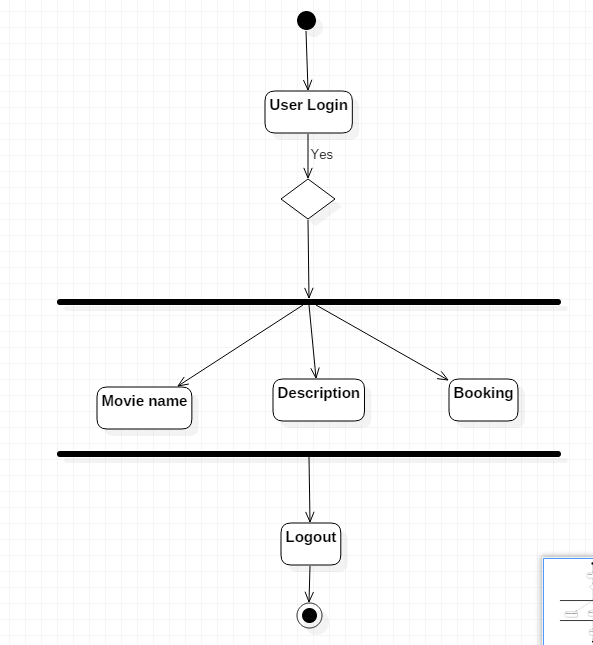 User Login
Yes
Movie name
Description
Booking
Logout